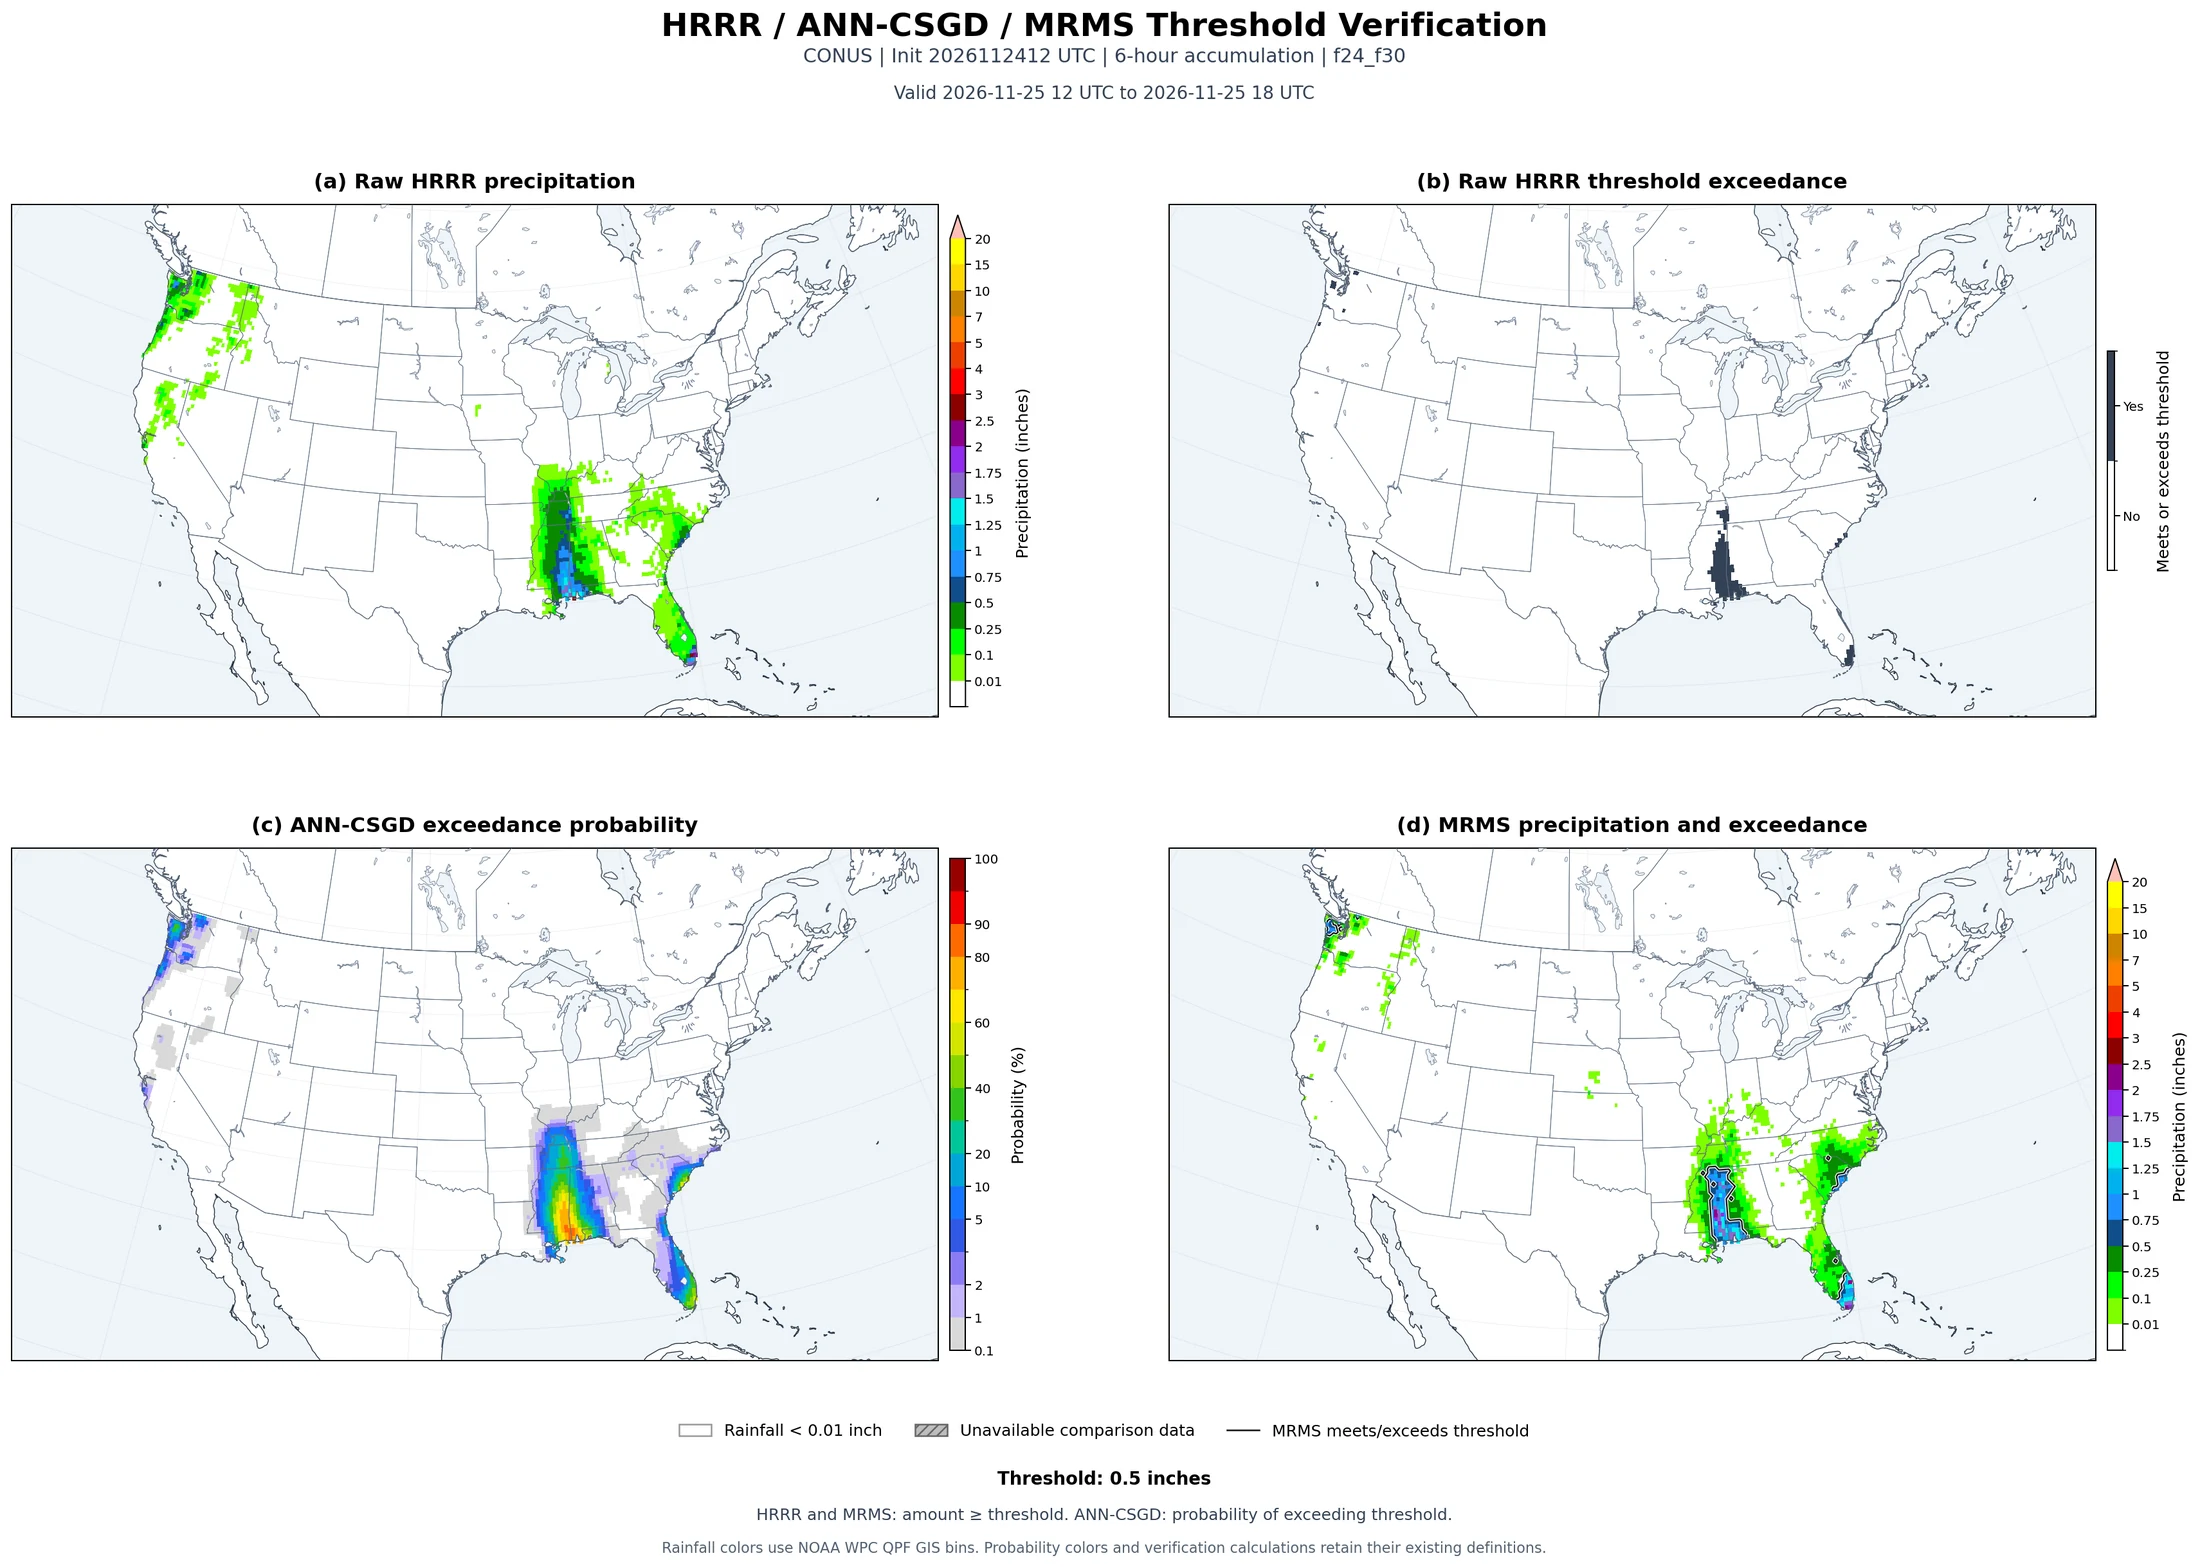 HRRR / ANN-CSGD / MRMS Threshold Verification
CONUS | Init 2026112412 UTC | 6-hour accumulation | f24_f30
Valid 2026-11-25 12 UTC to 2026-11-25 18 UTC
(a) Raw HRRR precipitation
20
15
10
7
5
4
3
2.5
2
1.75
1.5
1.25
1
0.75
0.5
0.25
0.1
0.01
Precipitation (inches)
(b) Raw HRRR threshold exceedance
Yes
No
Meets or exceeds threshold
(c) ANN-CSGD exceedance probability
100
90
80
60
40
20
10
5
2
1
0.1
Probability (%)
(d) MRMS precipitation and exceedance
20
15
10
7
5
4
3
2.5
2
1.75
1.5
1.25
1
0.75
0.5
0.25
0.1
0.01
Precipitation (inches)
Rainfall < 0.01 inch
Unavailable comparison data
MRMS meets/exceeds threshold
Threshold: 0.5 inches
HRRR and MRMS: amount ≥ threshold. ANN-CSGD: probability of exceeding threshold.
Rainfall colors use NOAA WPC QPF GIS bins. Probability colors and verification calculations retain their existing definitions.